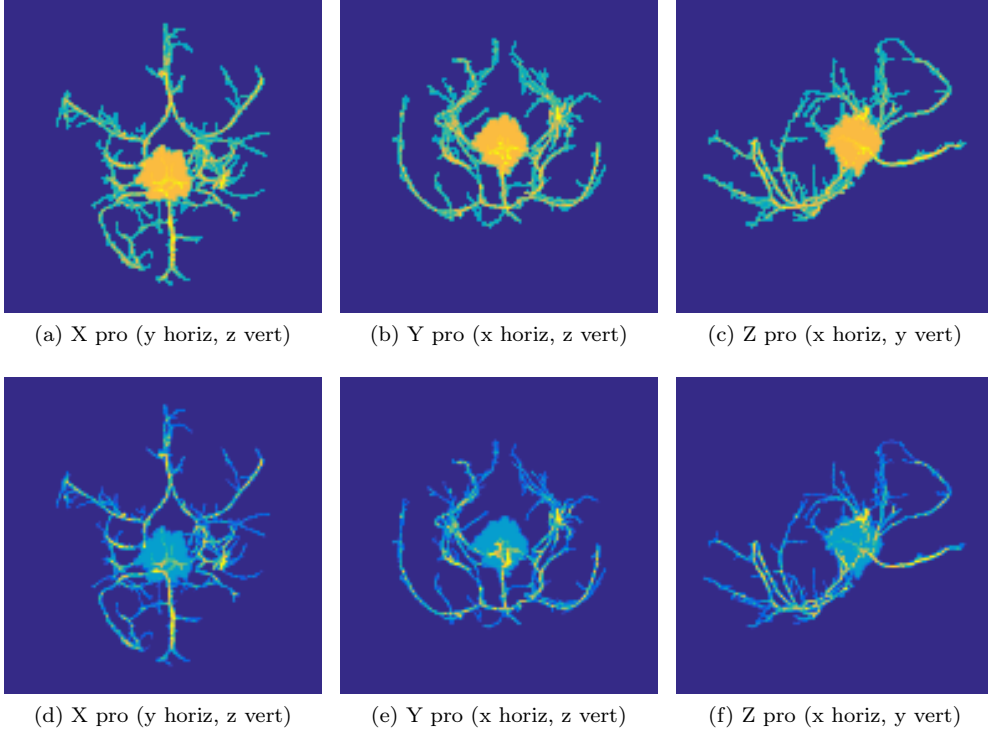 (a) X pro (y horiz, z vert)
(b) Y pro (x horiz, z vert)
(c) Z pro (x horiz, y vert)
(d) X pro (y horiz, z vert)
(e) Y pro (x horiz, z vert)
(f) Z pro (x horiz, y vert)